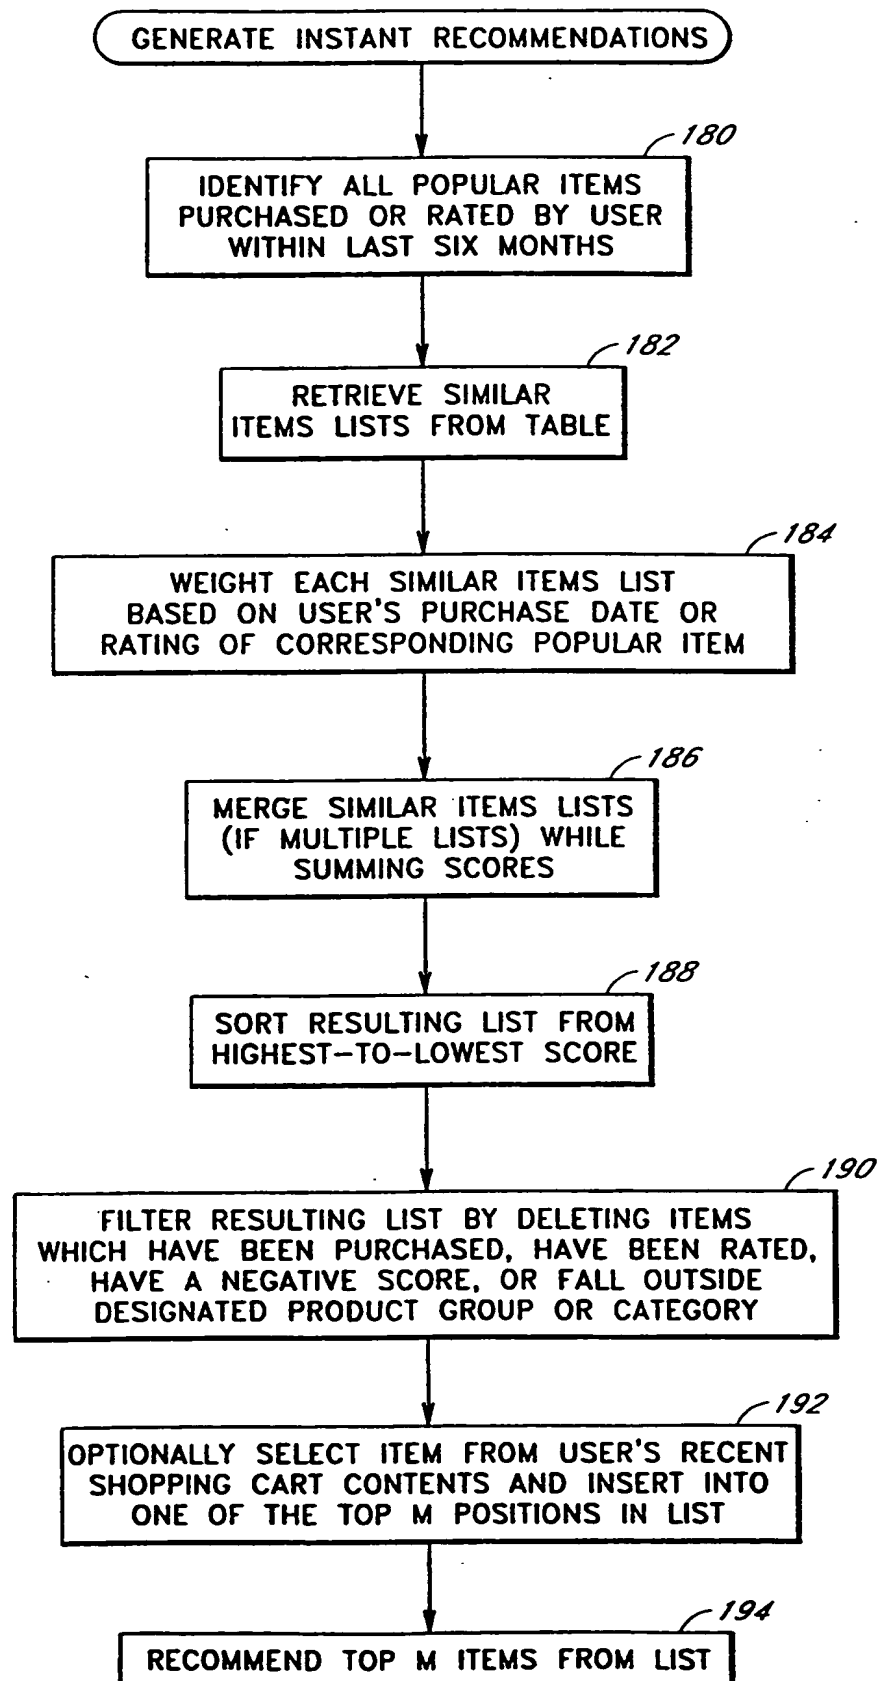 GENERATE INSTANT RECOMMENDATIONS
180
IDENTIFY ALL POPULAR ITEMS
PURCHASED OR RATED BY USER
WITHIN LAST SIX MONTHS
182
RETRIEVE SIMILAR
ITEMS LISTS FROM TABLE
184
WEIGHT EACH SIMILAR ITEMS LIST
BASED ON USER'S PURCHASE DATE OR
RATING OF CORRESPONDING POPULAR ITEM
186
MERGE SIMILAR ITEMS LISTS
(IF MULTIPLE LISTS) WHILE
SUMMING SCORES
188
SORT RESULTING LIST FROM
HIGHEST-TO-LOWEST SCORE
190
FILTER RESULTING LIST BY DELETING ITEMS
WHICH HAVE BEEN PURCHASED, HAVE BEEN RATED,
HAVE A NEGATIVE SCORE, OR FALL OUTSIDE
DESIGNATED PRODUCT GROUP OR CATEGORY
192
OPTIONALLY SELECT ITEM FROM USER'S RECENT
SHOPPING CART CONTENTS AND INSERT INTO
ONE OF THE TOP M POSITIONS IN LIST
194
RECOMMEND TOP M ITEMS FROM LIST